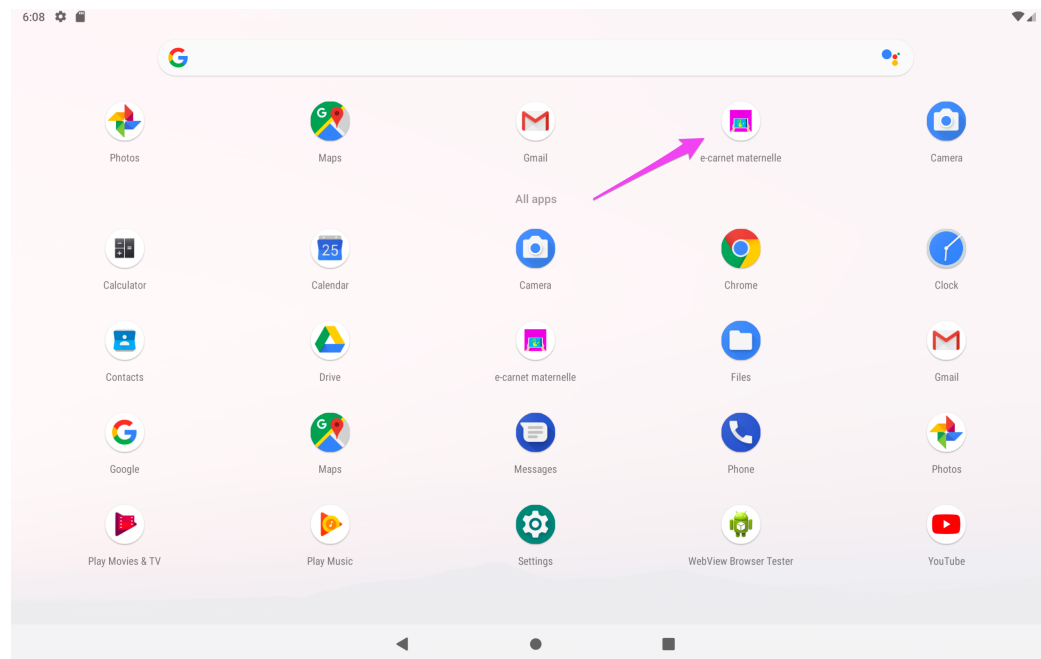 6:08
Photos Maps Gmail e-carnet maternelle Camera
All apps
Calculator Calendar Camera Chrome Clock
Contacts Drive e-carnet maternelle Files Gmail
Google Maps Messages Phone Photos
Play Movies & TV Play Music Settings WebView Browser Tester YouTube